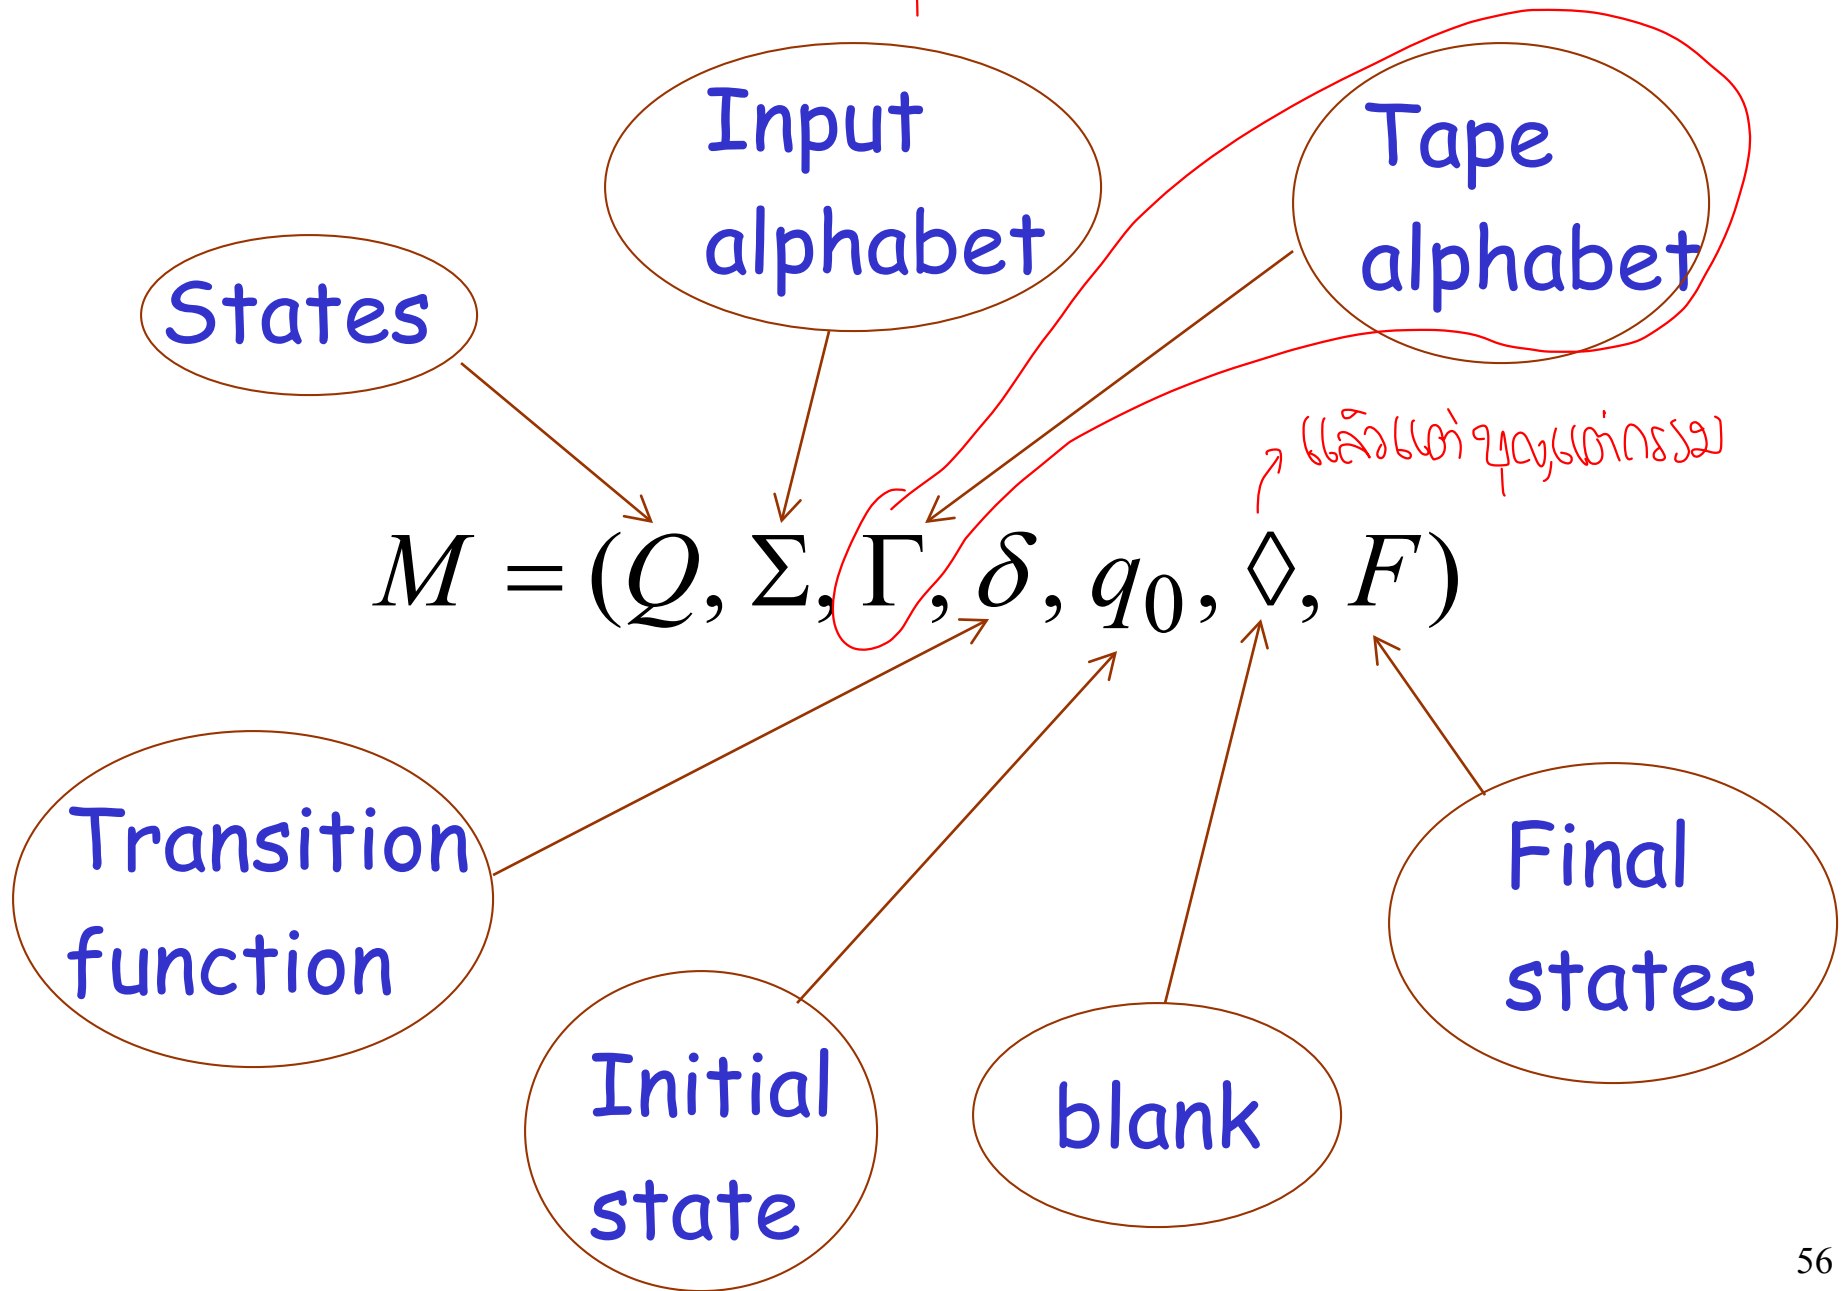 Input
alphabet
Tape
alphabet
States
แล้วแต่บุญแต่กรรม
M = (Q, Σ, Γ, δ, q₀, ◊, F)
Transition
function
Final
states
Initial
state
blank
56